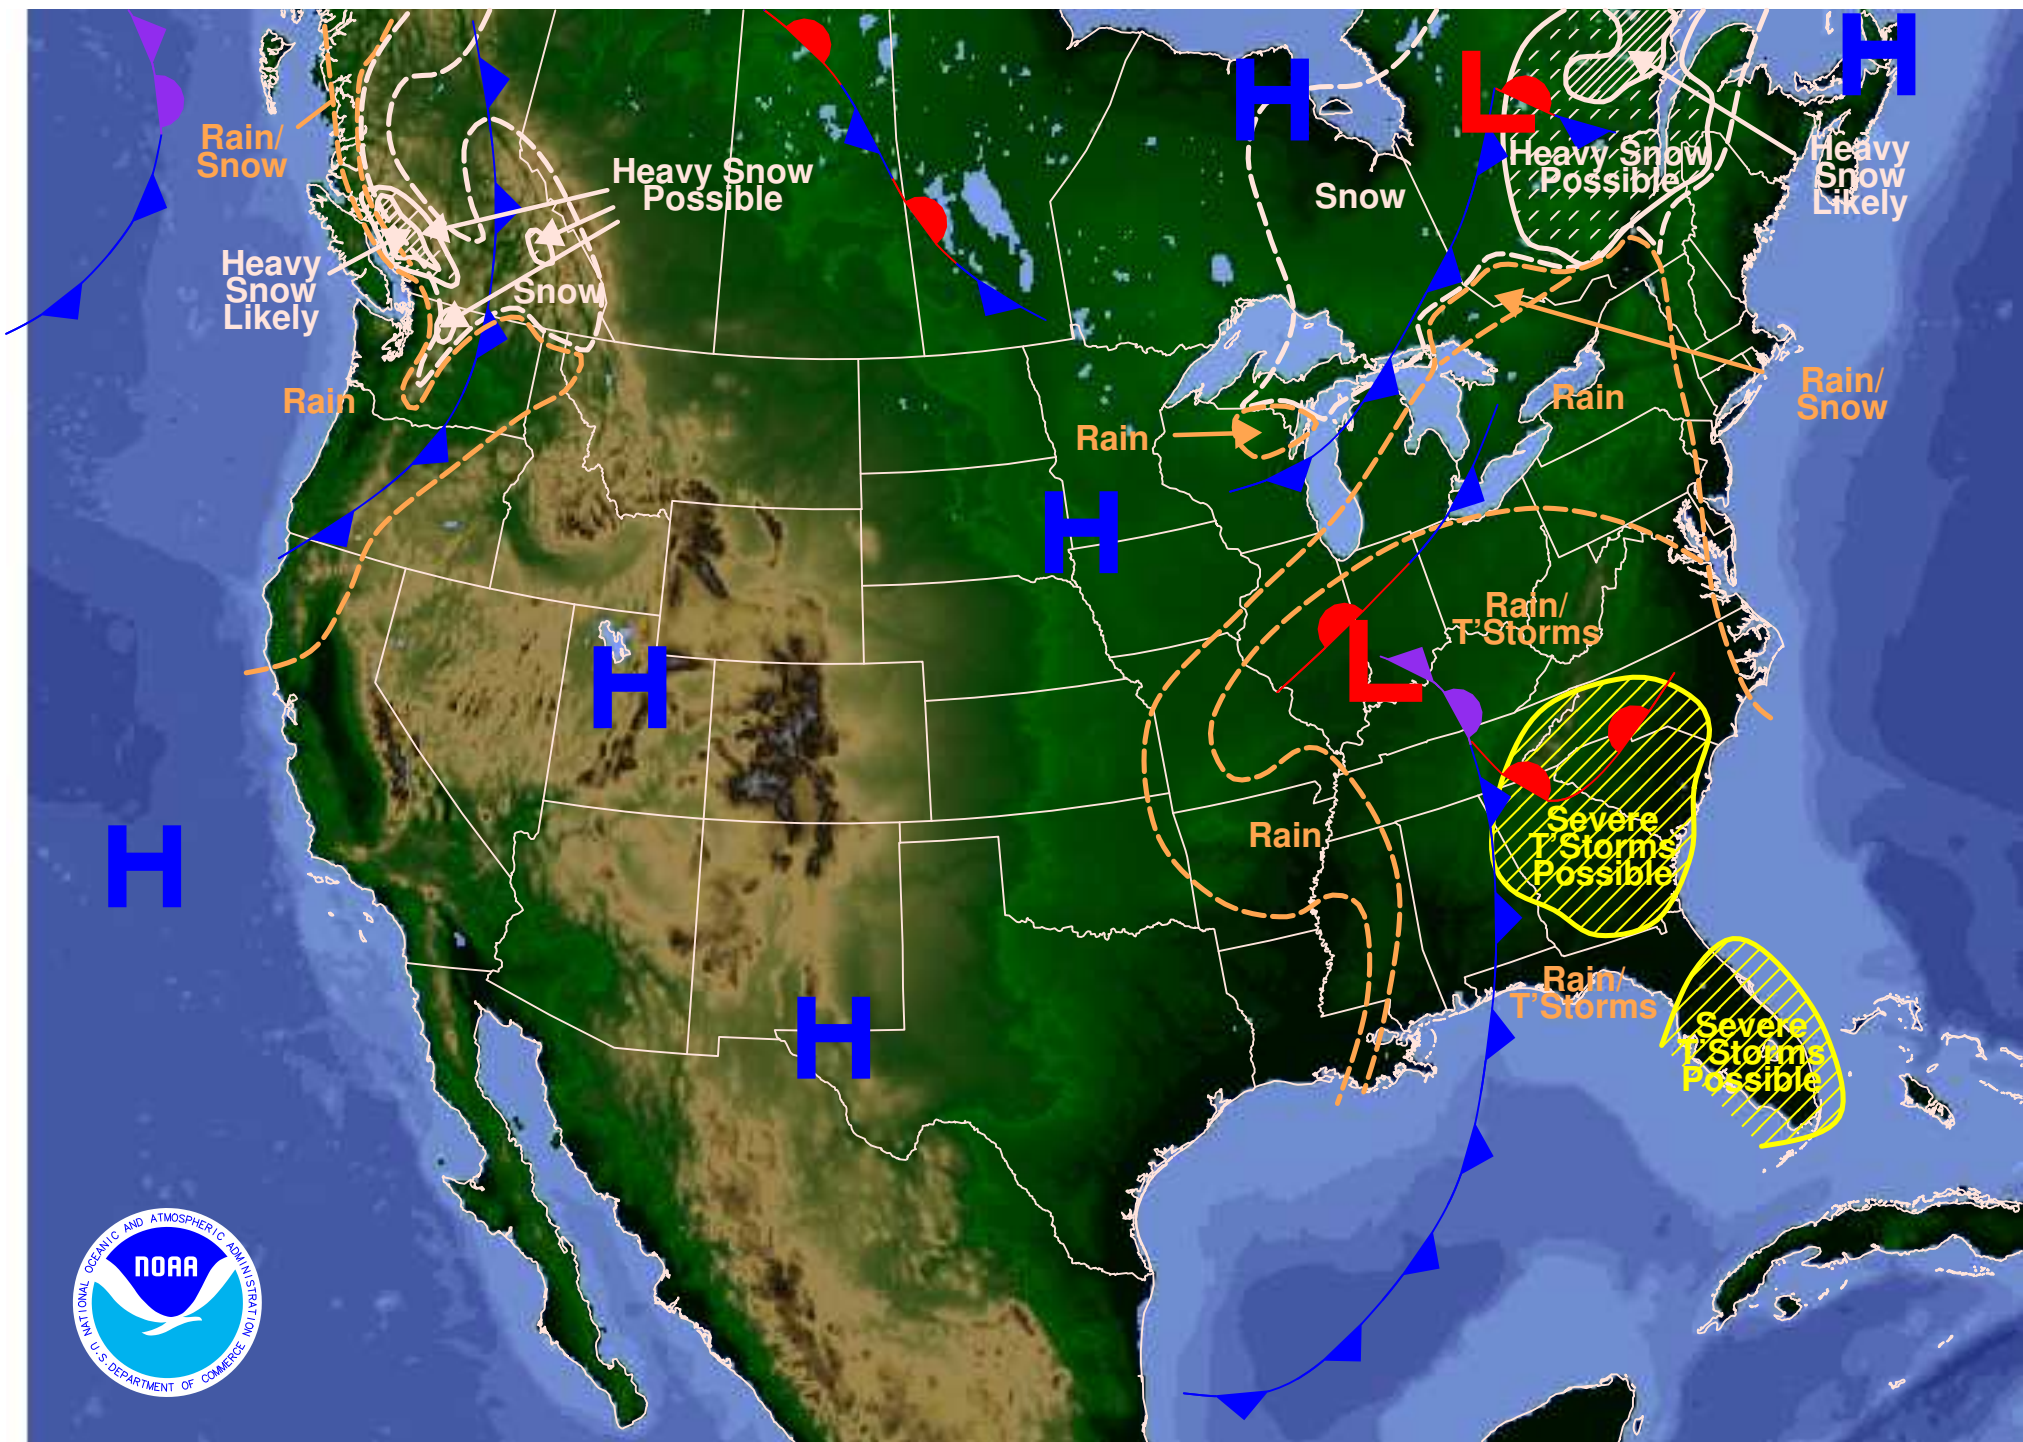 H
H
L
Rain/
Snow
Heavy Snow
Possible
Snow
Heavy Snow
Possible
Heavy
Snow
Likely
Heavy
Snow
Likely
Snow
Rain
Rain
Rain
Rain/
Snow
H
Rain/
T'Storms
H
L
Rain
Severe
T'Storms
Possible
H
H
Rain/
T'Storms
Severe
T'Storms
Possible
NATIONAL OCEANIC AND ATMOSPHERIC ADMINISTRATION
NOAA
U.S. DEPARTMENT OF COMMERCE